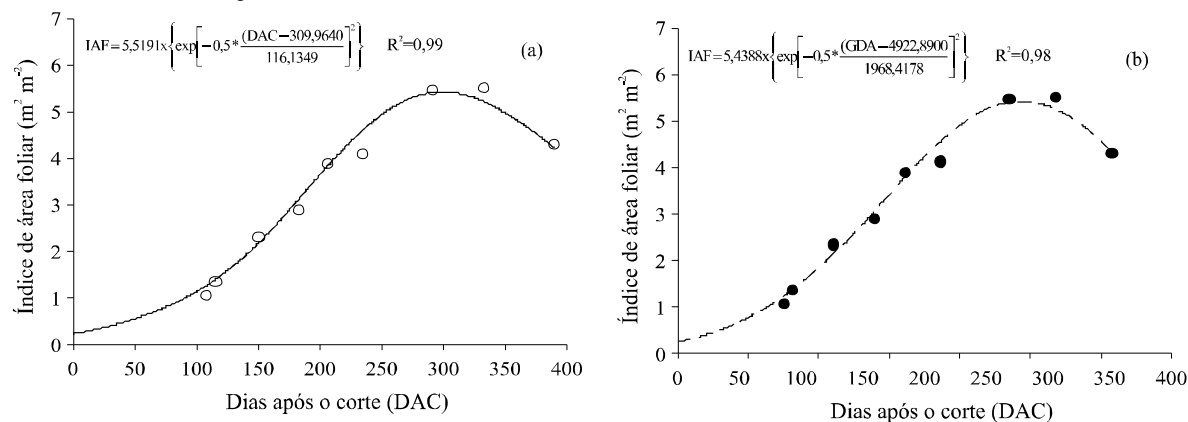 IAF=5,5191x{exp[−0,5*(DAC−309,9640)/116,1349]²} R²=0,99 (a)
Índice de área foliar (m² m⁻²)
7
6
5
4
3
2
1
0
0 50 100 150 200 250 300 350 400
Dias após o corte (DAC)
IAF=5,4388x{exp[−0,5*(GDA−4922,8900)/1968,4178]²} R²=0,98 (b)
Índice de área foliar (m² m⁻²)
7
6
5
4
3
2
1
0
0 50 100 150 200 250 300 350 400
Dias após o corte (DAC)